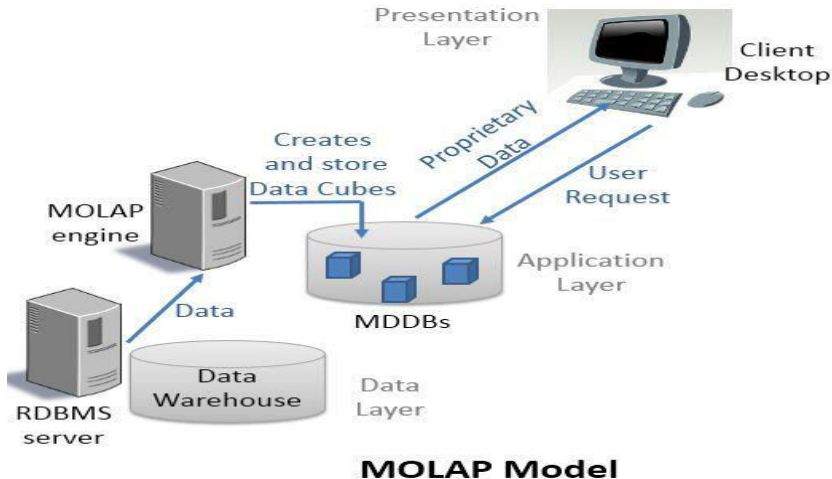 Presentation
Layer
Client
Desktop
Proprietary
Data
Creates
and store
Data Cubes
User
Request
MOLAP
engine
Application
Layer
MDDBs
Data
Data
Warehouse
Data
Layer
RDBMS
server
MOLAP Model